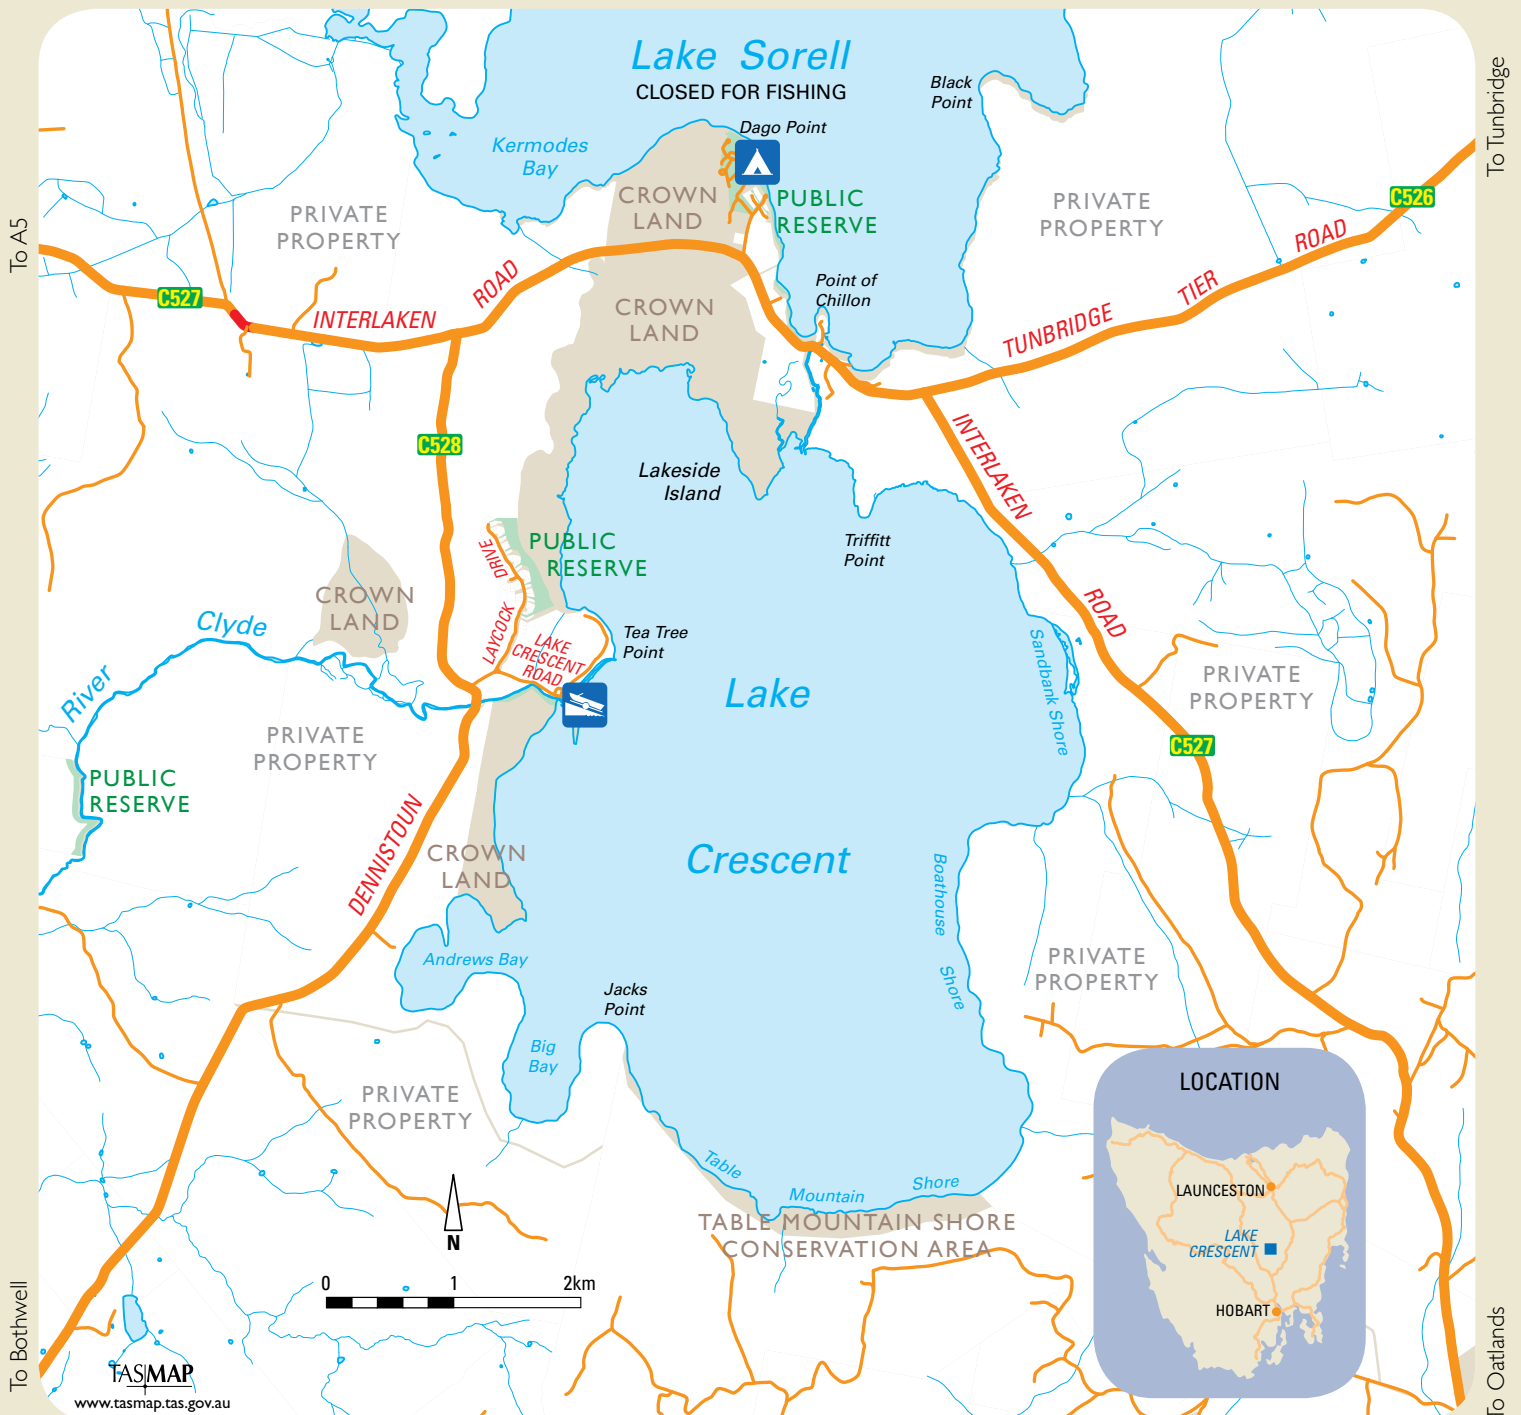 Lake Sorell
CLOSED FOR FISHING
Black
Point
Dago Point
Kermodes
Bay
CROWN
LAND
PUBLIC
RESERVE
PRIVATE
PROPERTY
PRIVATE
PROPERTY
To Tunbridge
C526
To A5
C527
INTERLAKEN
ROAD
TUNBRIDGE
TIER
ROAD
Point of
Chillon
CROWN
LAND
C528
Lakeside
Island
INTERLAKEN
ROAD
Triffitt
Point
PUBLIC
RESERVE
DRIVE
LAYCOCK
LAKE
CRESCENT
ROAD
Tea Tree
Point
CROWN
LAND
River
Clyde
Sandbank Shore
PRIVATE
PROPERTY
C527
Lake
Crescent
PRIVATE
PROPERTY
PUBLIC
RESERVE
DENNISTOUN
CROWN
LAND
Boathouse
Shore
PRIVATE
PROPERTY
Andrews Bay
Jacks
Point
Big
Bay
PRIVATE
PROPERTY
Table
Mountain
Shore
TABLE MOUNTAIN SHORE
CONSERVATION AREA
N
0
1
2km
LOCATION
LAUNCESTON
LAKE
CRESCENT
HOBART
To Bothwell
To Oatlands
TASMAP
www.tasmap.tas.gov.au